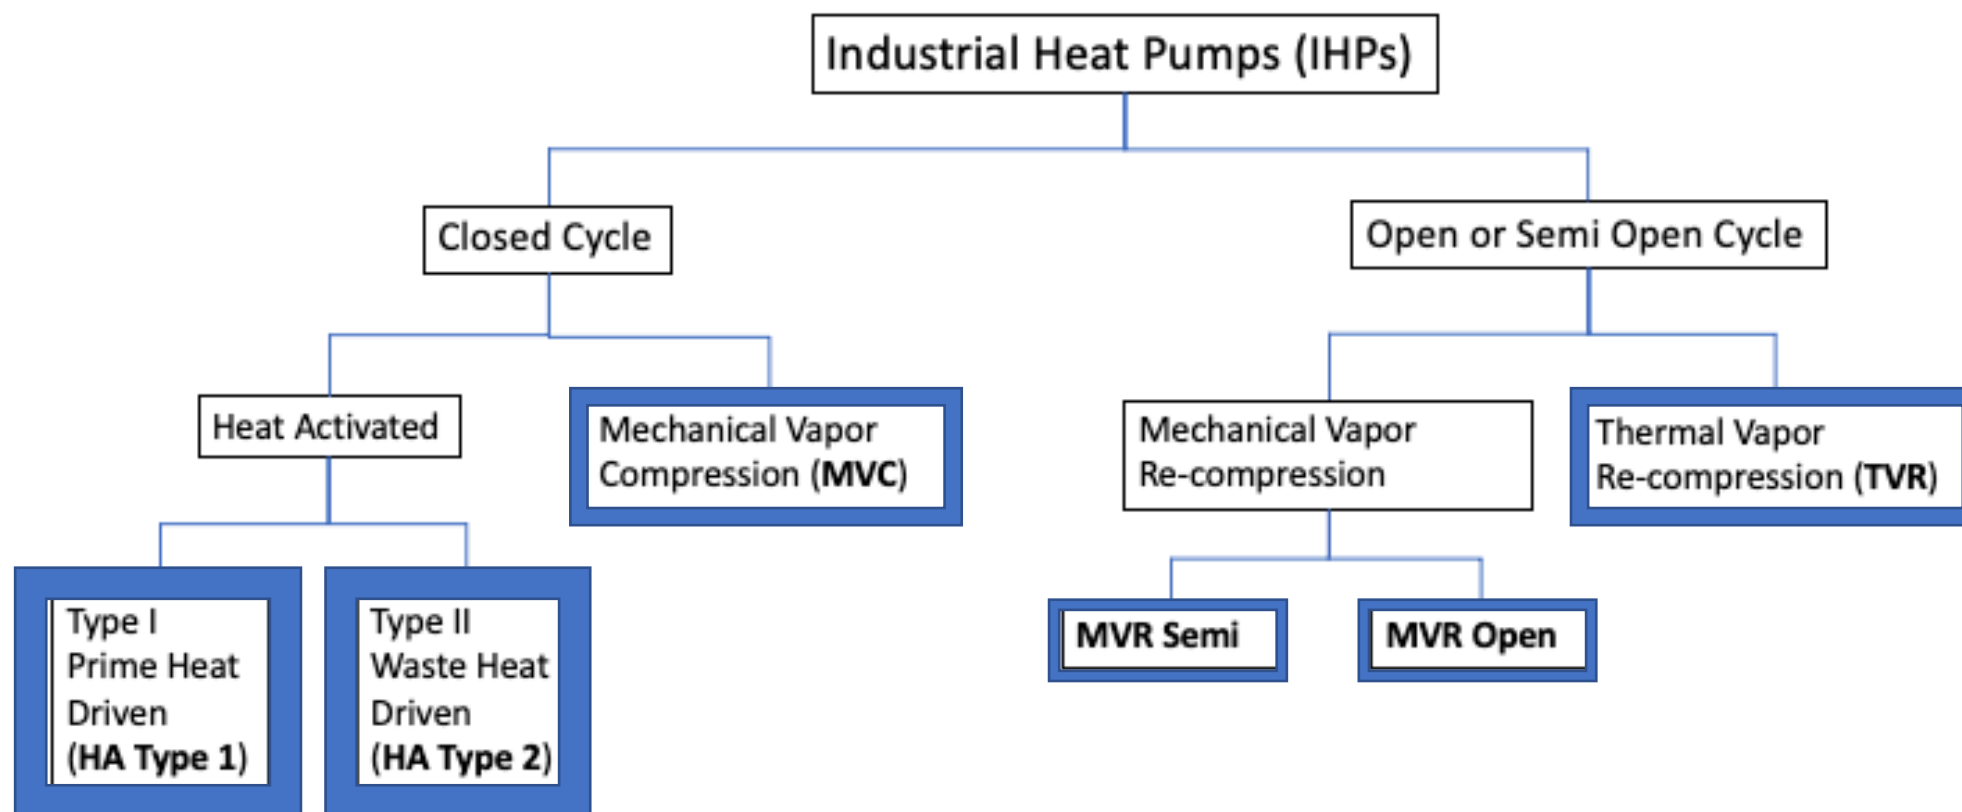 Industrial Heat Pumps (IHPs)
Closed Cycle
Open or Semi Open Cycle
Heat Activated
Mechanical Vapor
Compression (MVC)
Mechanical Vapor
Re-compression
Thermal Vapor
Re-compression (TVR)
Type I
Prime Heat
Driven
(HA Type 1)
Type II
Waste Heat
Driven
(HA Type 2)
MVR Semi
MVR Open